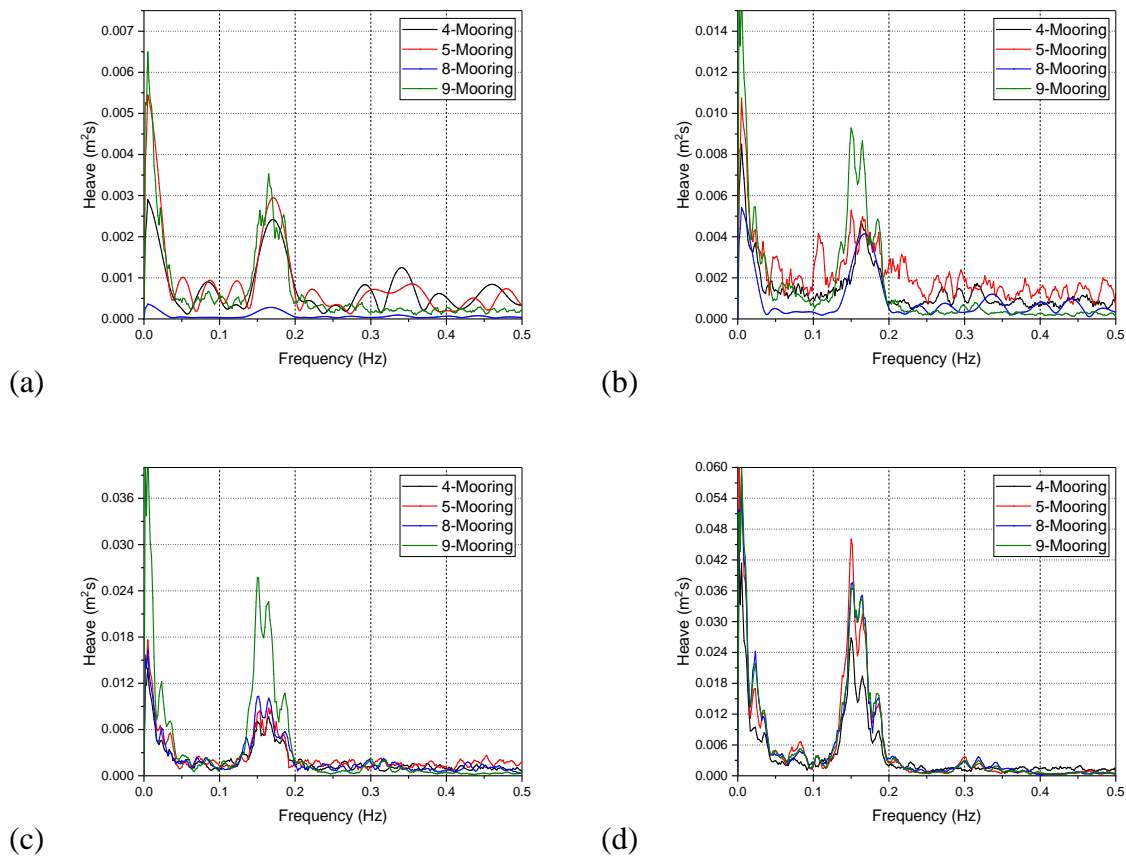 0.007
0.006
0.005
0.003
0.002
0.001
0.000
Heave (m²s)
0.0 0.1 0.2 0.3 0.4 0.5
Frequency (Hz)
4-Mooring
5-Mooring
8-Mooring
9-Mooring
(a)
0.014
0.012
0.010
0.008
0.006
0.004
0.002
0.000
Heave (m²s)
0.0 0.1 0.2 0.3 0.4 0.5
Frequency (Hz)
4-Mooring
5-Mooring
8-Mooring
9-Mooring
(b)
0.036
0.030
0.024
0.018
0.012
0.006
0.000
Heave (m²s)
0.0 0.1 0.2 0.3 0.4 0.5
Frequency (Hz)
4-Mooring
5-Mooring
8-Mooring
9-Mooring
(c)
0.060
0.054
0.048
0.042
0.036
0.030
0.024
0.018
0.012
0.006
0.000
Heave (m²s)
0.0 0.1 0.2 0.3 0.4 0.5
Frequency (Hz)
4-Mooring
5-Mooring
8-Mooring
9-Mooring
(d)